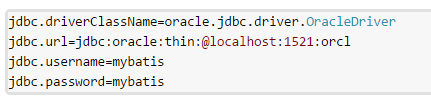 jdbc.driverClassName=oracle.jdbc.driver.OracleDriver
jdbc.url=jdbc:oracle:thin:@localhost:1521:orcl
jdbc.username=mybatis
jdbc.password=mybatis